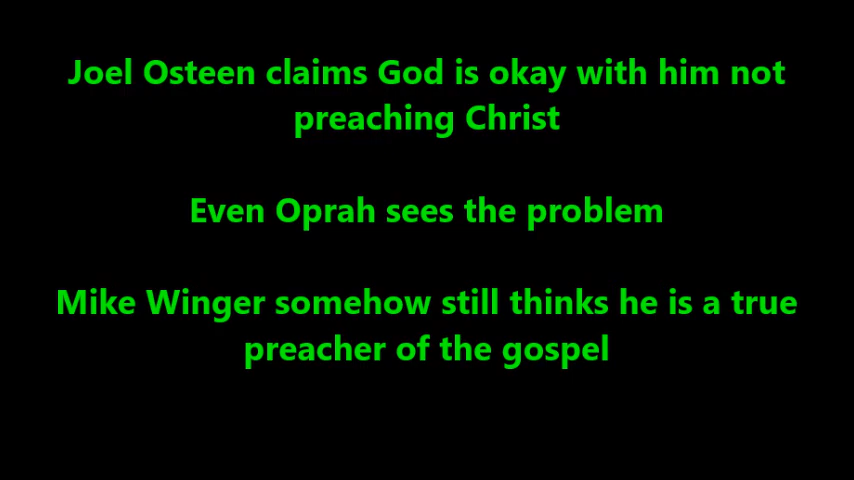 Joel Osteen claims God is okay with him not
preaching Christ
Even Oprah sees the problem
Mike Winger somehow still thinks he is a true
preacher of the gospel